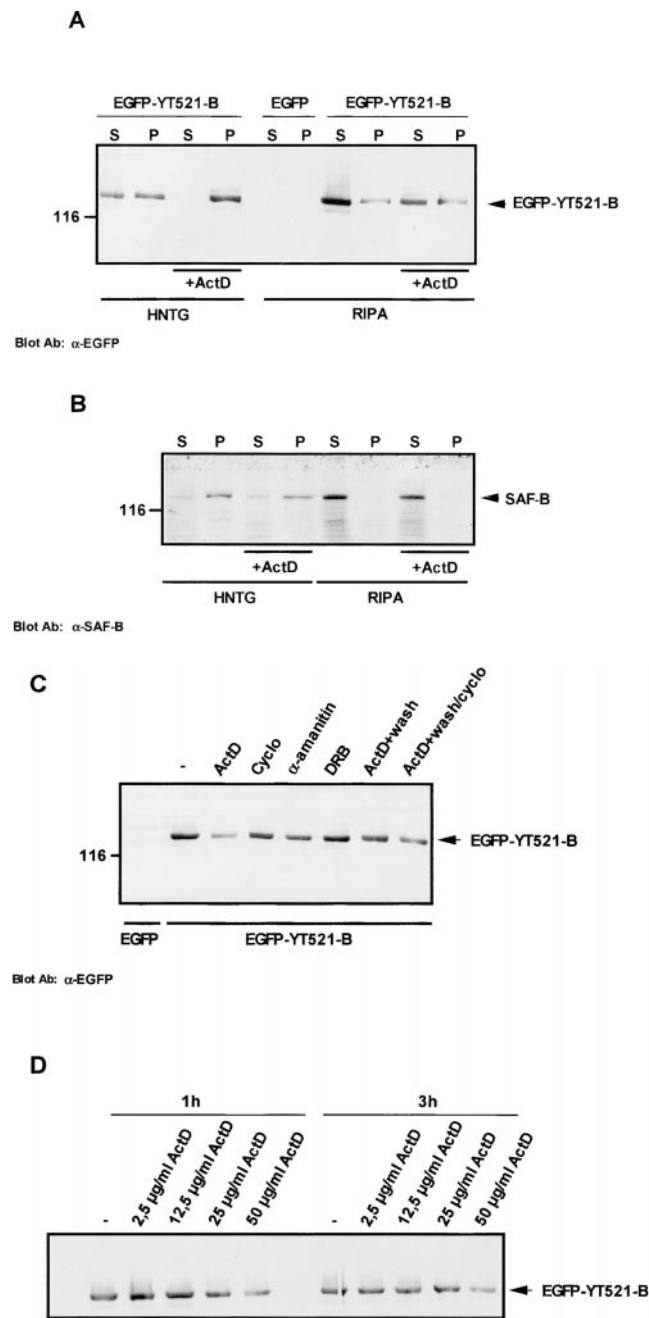 A
EGFP-YT521-B EGFP EGFP-YT521-B
S P S P S P S P S P
116
EGFP-YT521-B
+ActD +ActD
HNTG RIPA
Blot Ab: α-EGFP
B
S P S P S P S P
116
SAF-B
+ActD +ActD
HNTG RIPA
Blot Ab: α-SAF-B
C
- ActD Cyclo α-amanitin DRB ActD+wash ActD+wash/cyclo
116
EGFP-YT521-B
EGFP EGFP-YT521-B
Blot Ab: α-EGFP
D
1h 3h
- 2,5 µg/ml ActD 12,5 µg/ml ActD 25 µg/ml ActD 50 µg/ml ActD - 2,5 µg/ml ActD 12,5 µg/ml ActD 25 µg/ml ActD 50 µg/ml ActD
EGFP-YT521-B